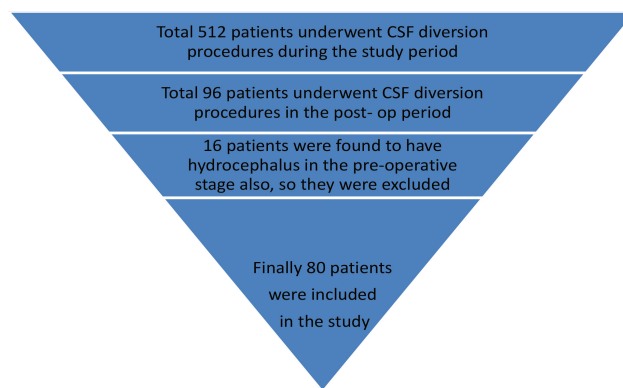 Total 512 patients underwent CSF diversion
procedures during the study period
Total 96 patients underwent CSF diversion
procedures in the post- op period
16 patients were found to have
hydrocephalus in the pre-operative
stage also, so they were excluded
Finally 80 patients
were included
in the study